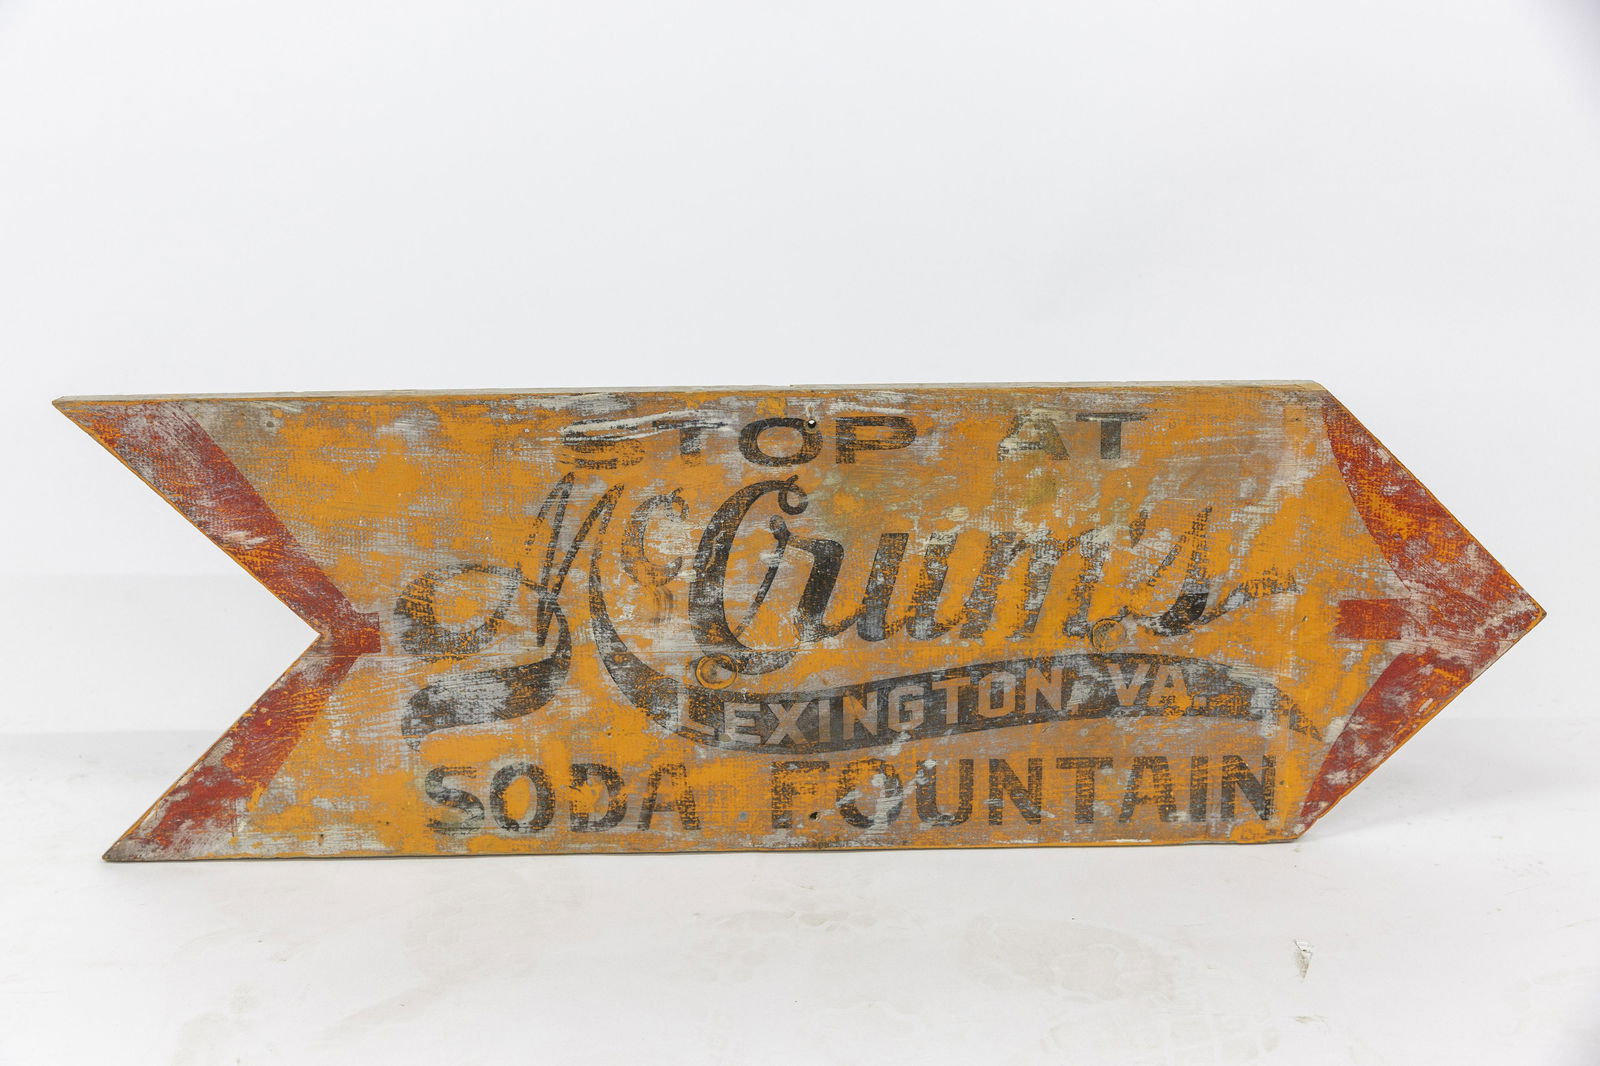 STOP AT
McCrum's
LEXINGTON, VA.
SODA FOUNTAIN